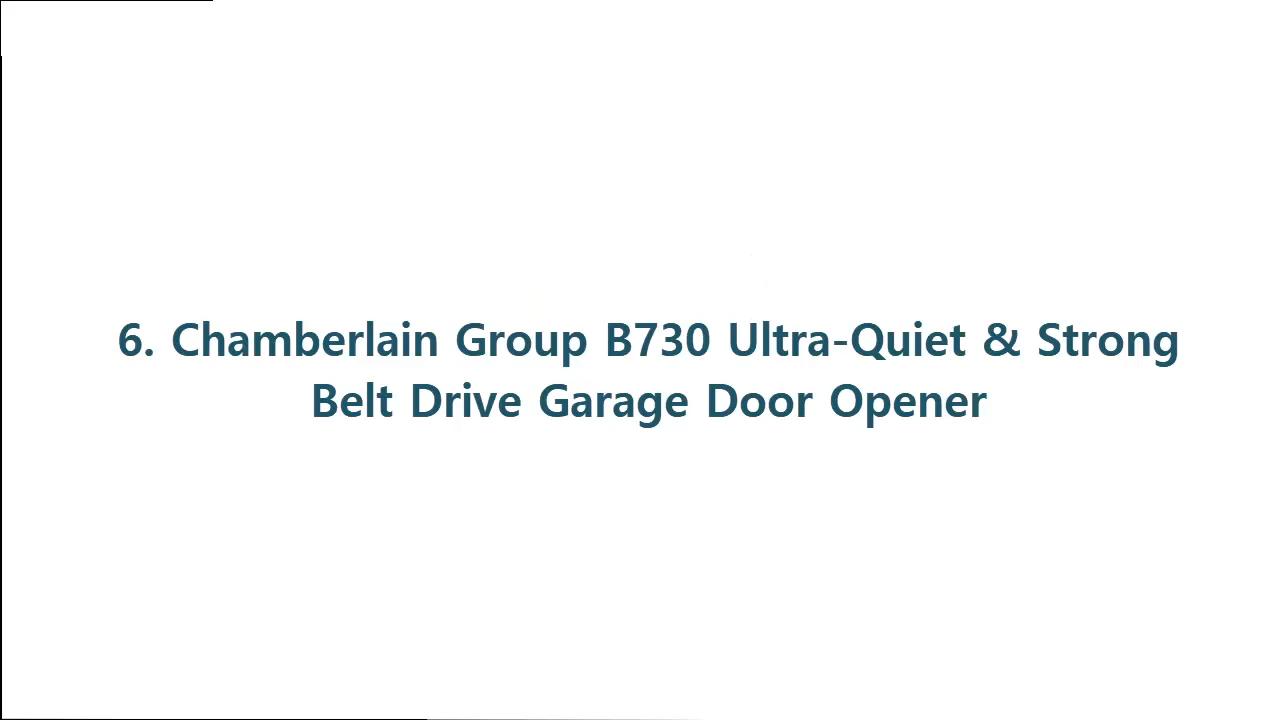 6. Chamberlain Group B730 Ultra-Quiet & Strong
Belt Drive Garage Door Opener